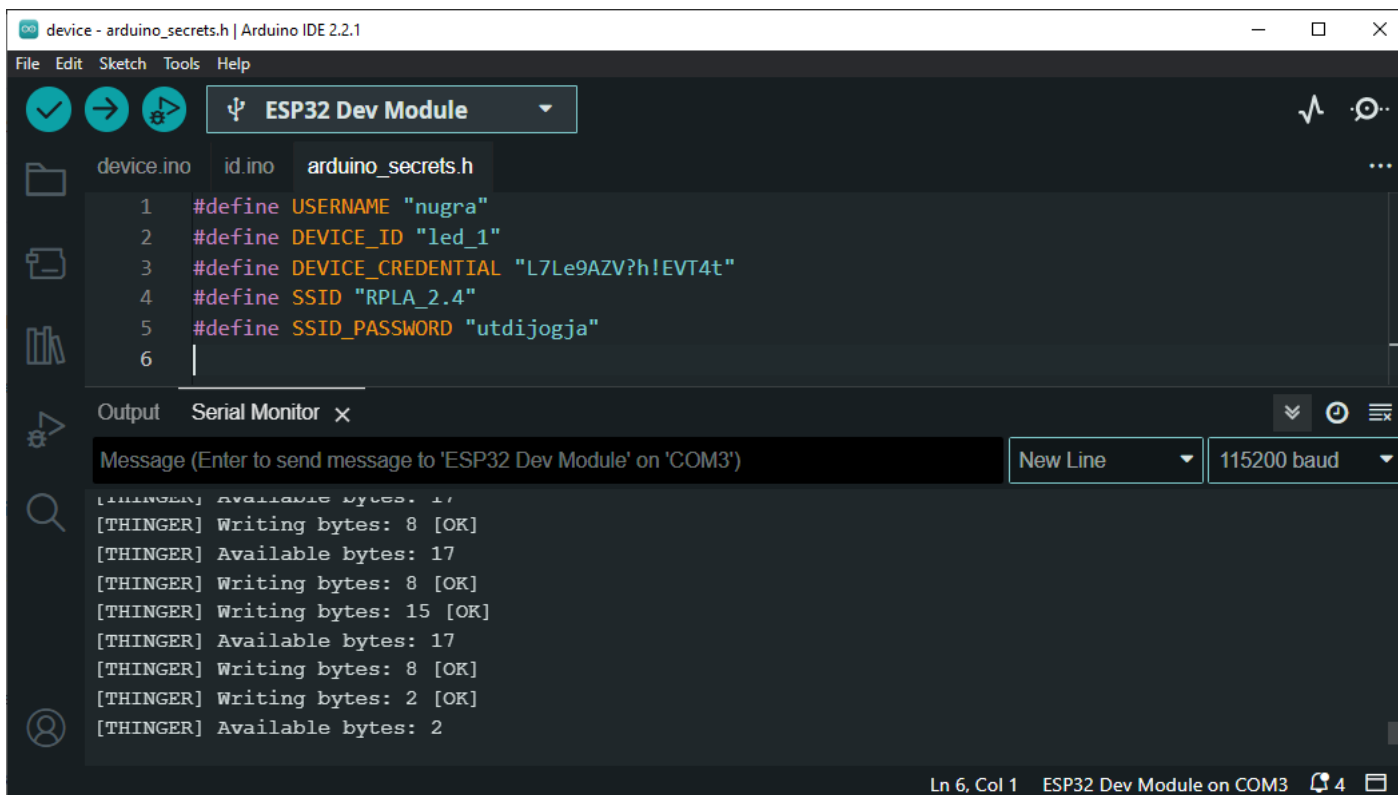 device - arduino_secrets.h | Arduino IDE 2.2.1
File Edit Sketch Tools Help
ESP32 Dev Module
device.ino id.ino arduino_secrets.h
1 #define USERNAME "nugra"
2 #define DEVICE_ID "led_1"
3 #define DEVICE_CREDENTIAL "L7Le9AZV?h!EVT4t"
4 #define SSID "RPLA_2.4"
5 #define SSID_PASSWORD "utdijogja"
6
Output Serial Monitor
Message (Enter to send message to 'ESP32 Dev Module' on 'COM3') New Line 115200 baud
[THINGER] Available bytes: 17
[THINGER] Writing bytes: 8 [OK]
[THINGER] Available bytes: 17
[THINGER] Writing bytes: 8 [OK]
[THINGER] Writing bytes: 15 [OK]
[THINGER] Available bytes: 17
[THINGER] Writing bytes: 8 [OK]
[THINGER] Writing bytes: 2 [OK]
[THINGER] Available bytes: 2
Ln 6, Col 1 ESP32 Dev Module on COM3 4